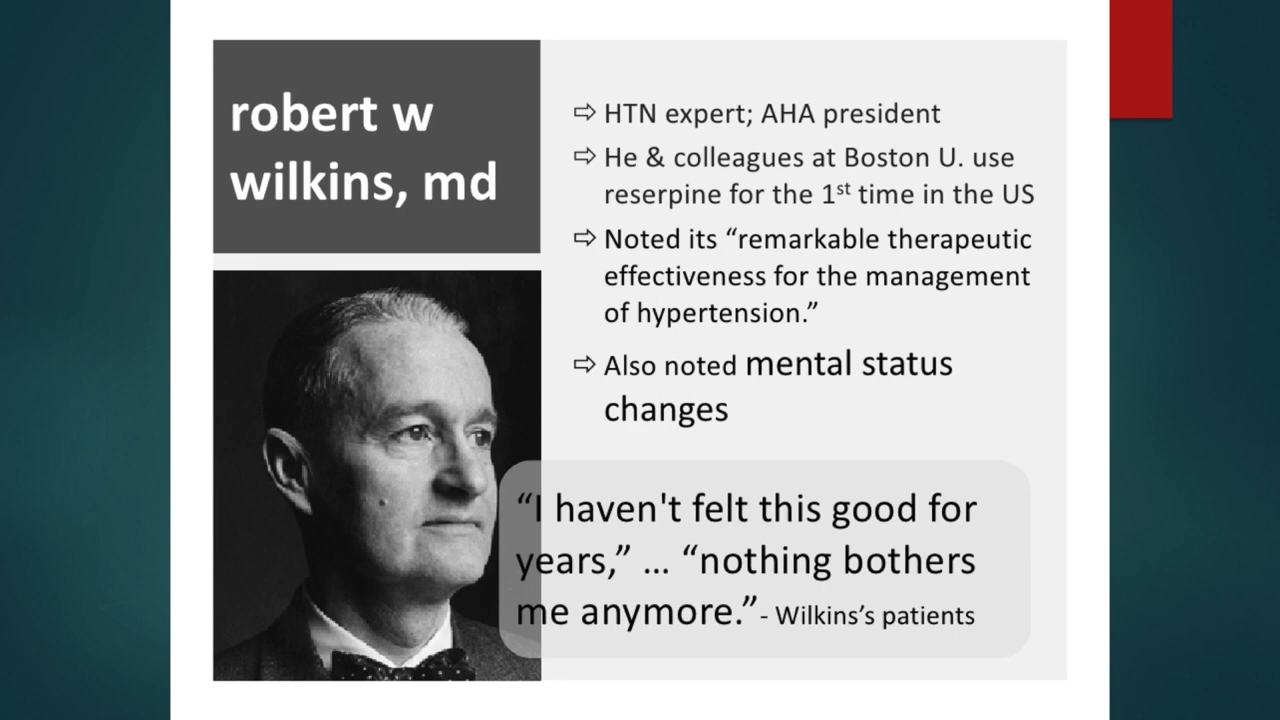 robert w
wilkins, md
⇨ HTN expert; AHA president
⇨ He & colleagues at Boston U. use
reserpine for the 1st time in the US
⇨ Noted its “remarkable therapeutic
effectiveness for the management
of hypertension.”
⇨ Also noted mental status
changes
“I haven't felt this good for
years,” ... “nothing bothers
me anymore.”- Wilkins’s patients